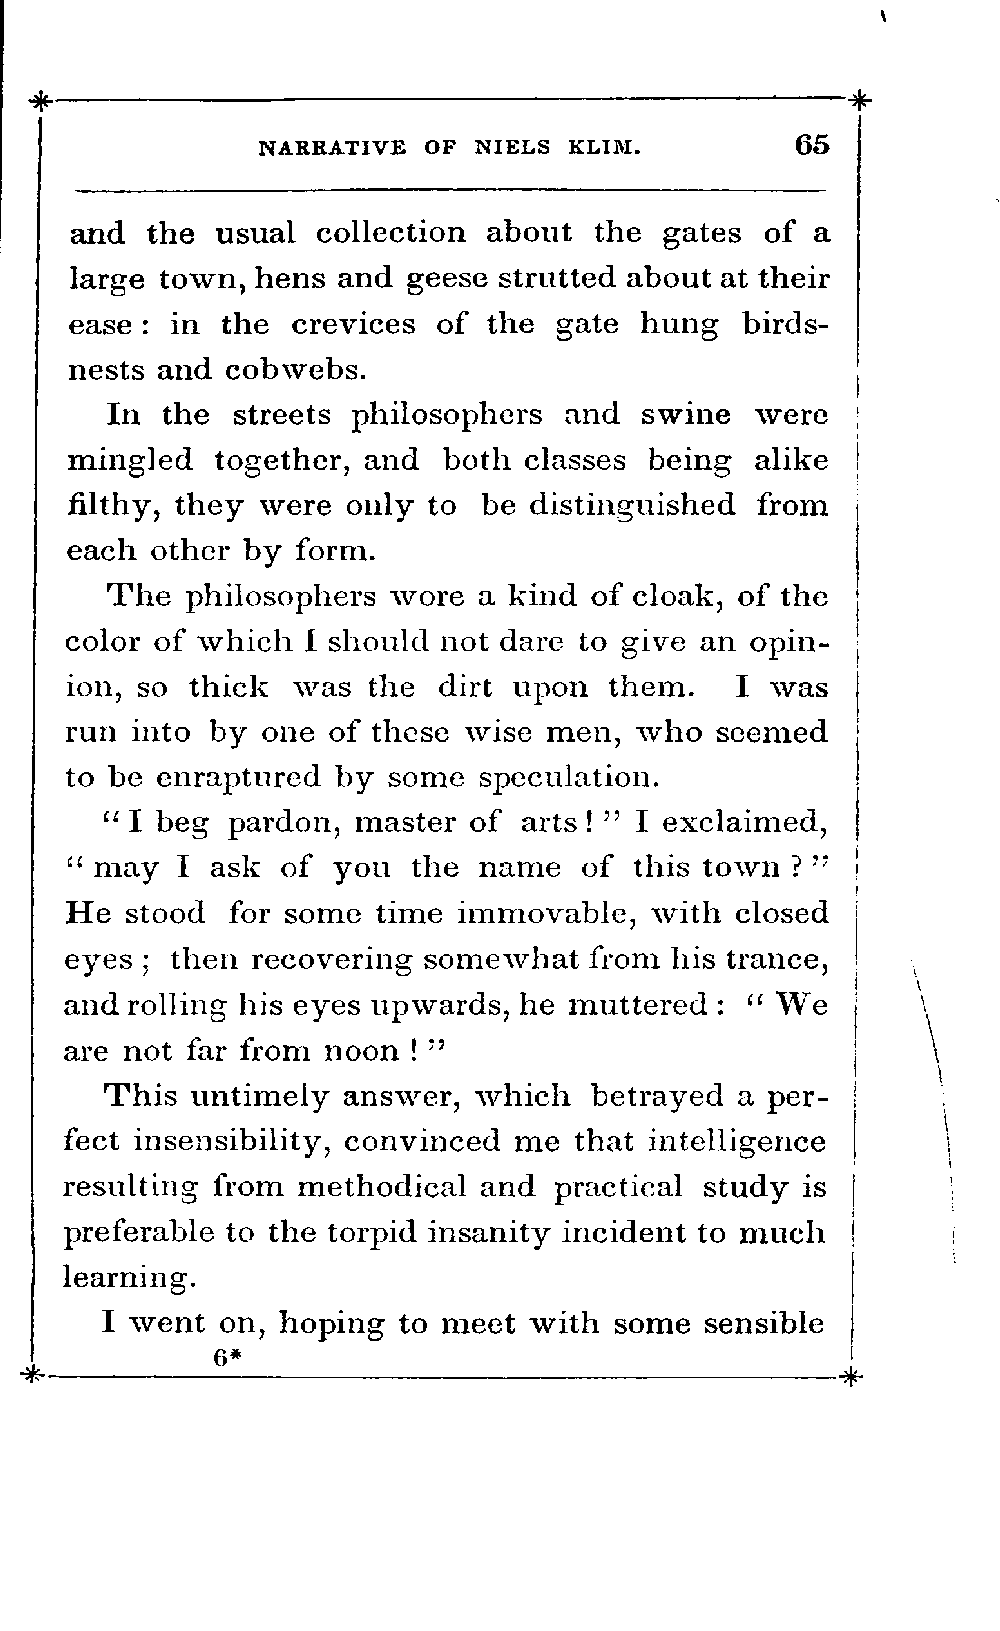 NARRATIVE OF NIELS KLIM. 65
and the usual collection about the gates of a
large town, hens and geese strutted about at their
ease : in the crevices of the gate hung birds-
nests and cobwebs.
In the streets philosophers and swine were
mingled together, and both classes being alike
filthy, they were only to be distinguished from
each other by form.
The philosophers wore a kind of cloak, of the
color of which I should not dare to give an opin-
ion, so thick was the dirt upon them. I was
run into by one of these wise men, who seemed
to be enraptured by some speculation.
“ I beg pardon, master of arts ! ” I exclaimed,
“ may I ask of you the name of this town ? ”
He stood for some time immovable, with closed
eyes ; then recovering somewhat from his trance,
and rolling his eyes upwards, he muttered : “ We
are not far from noon ! ”
This untimely answer, which betrayed a per-
fect insensibility, convinced me that intelligence
resulting from methodical and practical study is
preferable to the torpid insanity incident to much
learning.
I went on, hoping to meet with some sensible
6*